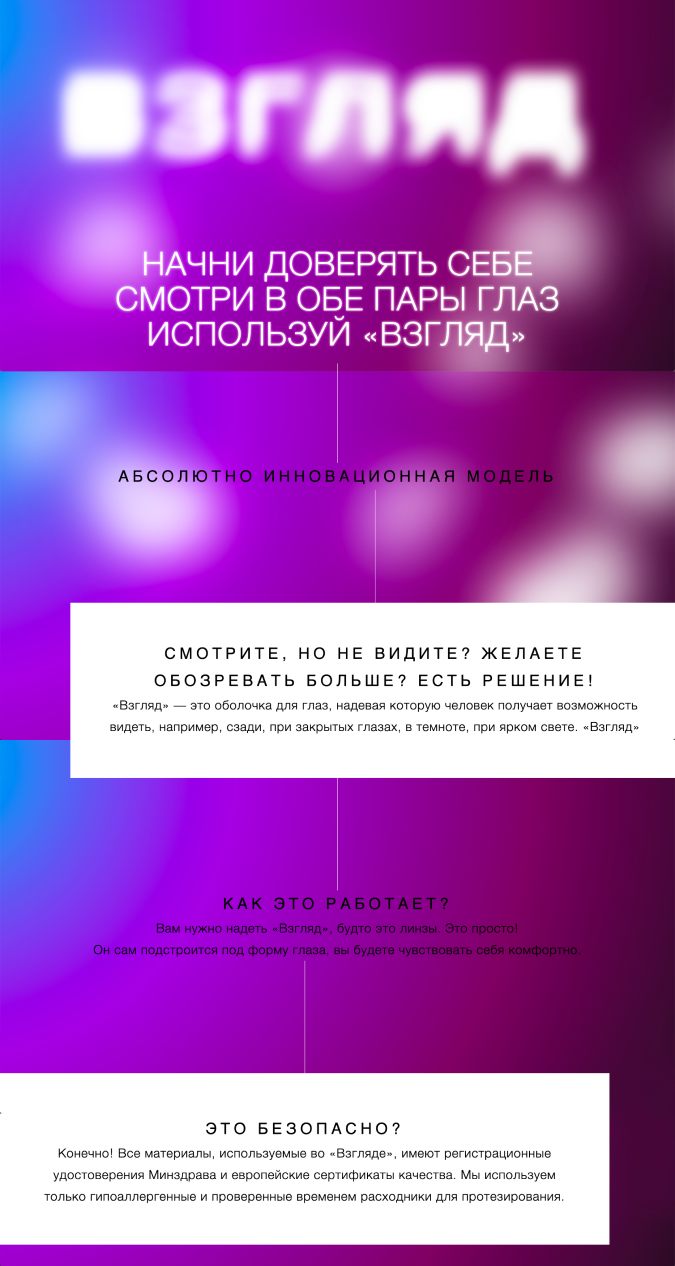 ВЗГЛЯД
НАЧНИ ДОВЕРЯТЬ СЕБЕ
СМОТРИ В ОБЕ ПАРЫ ГЛАЗ
ИСПОЛЬЗУЙ «ВЗГЛЯД»
АБСОЛЮТНО ИННОВАЦИОННАЯ МОДЕЛЬ
СМОТРИТЕ, НО НЕ ВИДИТЕ? ЖЕЛАЕТЕ
ОБОЗРЕВАТЬ БОЛЬШЕ? ЕСТЬ РЕШЕНИЕ!
«Взгляд» — это оболочка для глаз, надевая которую человек получает возможность
видеть, например, сзади, при закрытых глазах, в темноте, при ярком свете. «Взгляд»
КАК ЭТО РАБОТАЕТ?
Вам нужно надеть «Взгляд», будто это линзы. Это просто!
Он сам подстроится под форму глаза, вы будете чувствовать себя комфортно.
ЭТО БЕЗОПАСНО?
Конечно! Все материалы, используемые во «Взгляде», имеют регистрационные
удостоверения Минздрава и европейские сертификаты качества. Мы используем
только гипоаллергенные и проверенные временем расходники для протезирования.